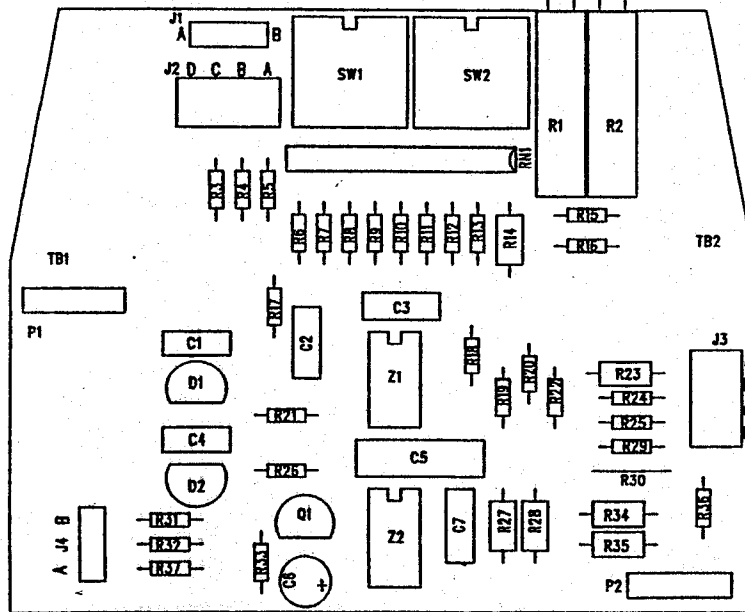 J1
A B
J2 D C B A
SW1 SW2
R1 R2
RN1
R3 R4 R5
R6 R7 R8 R9 R10 R11 R12 R13 R14
R15
R16
TB1 TB2
P1
R17
C3
C2
C1
D1
Z1
R18
R19
R20
R22
J3
R23
R24
R25
R29
R30
R21
C4
C5
R26
D2
Q1
Z2
C7
R27 R28
R34
R35
R36
B
J4
A
R31
R32
R37
R33
C6 +
P2